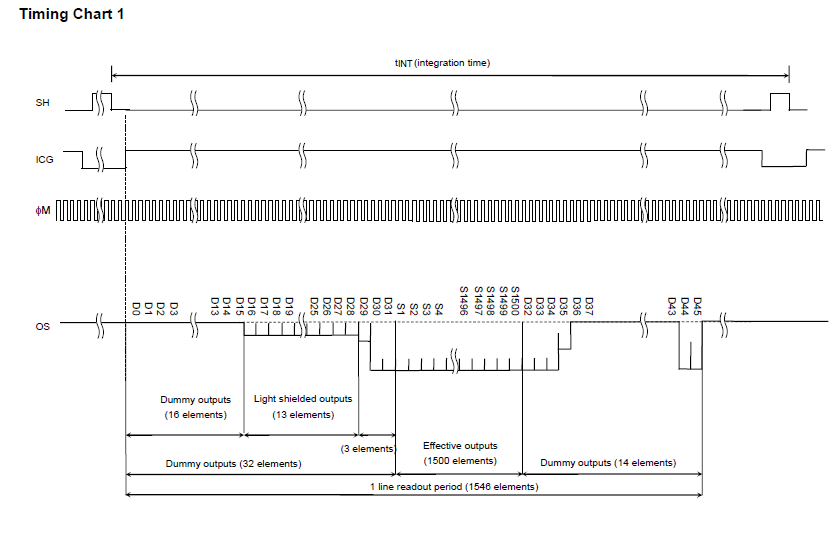 Timing Chart 1
tINT (integration time)
SH
ICG
ϕM
D0 D1 D2 D3 D13 D14 D15 D16 D17 D18 D19 D25 D26 D27 D28 D29 D30 D31 S1 S2 S3 S4 S1496 S1497 S1498 S1499 S1500 D32 D33 D34 D35 D36 D37 D43 D44 D45
OS
Dummy outputs
(16 elements)
Light shielded outputs
(13 elements)
(3 elements)
Effective outputs
(1500 elements)
Dummy outputs (32 elements)
Dummy outputs (14 elements)
1 line readout period (1546 elements)